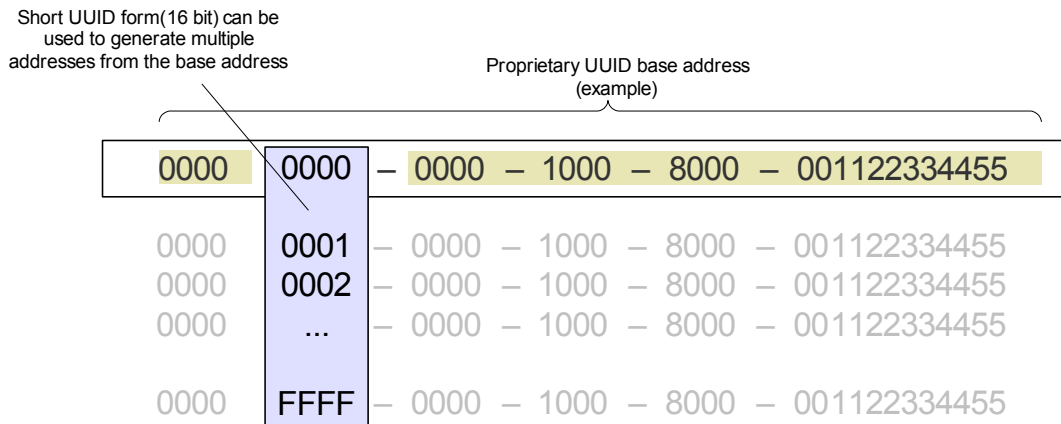 Short UUID form(16 bit) can be
used to generate multiple
addresses from the base address
Proprietary UUID base address
(example)
0000 0000 – 0000 – 1000 – 8000 – 001122334455
0000 0001 – 0000 – 1000 – 8000 – 001122334455
0000 0002 – 0000 – 1000 – 8000 – 001122334455
0000 ... – 0000 – 1000 – 8000 – 001122334455
0000 FFFF – 0000 – 1000 – 8000 – 001122334455